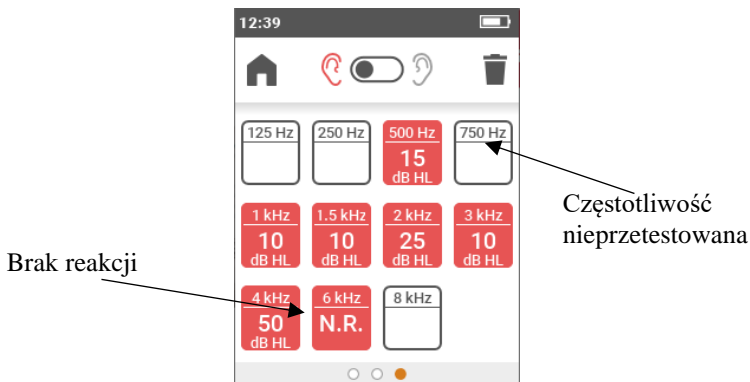 12:39
125 Hz 250 Hz 500 Hz 750 Hz
15
dB HL
Częstotliwość
nieprzetestowana
1 kHz 1.5 kHz 2 kHz 3 kHz
10 10 25 10
dB HL dB HL dB HL dB HL
Brak reakcji
4 kHz 6 kHz 8 kHz
50 N.R.
dB HL